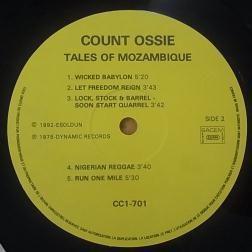 COUNT OSSIE
TALES OF MOZAMBIQUE
1. WICKED BABYLON 5'20
2. LET FREEDOM REIGN 3'43
3. LOCK, STOCK & BARREL -
SOON START QUARREL 3'42
Ⓟ 1992-ESOLDUN
© 1975-DYNAMIC RECORDS
SIDE 2
SACEM
4. NIGERIAN REGGAE 3'40
5. RUN ONE MILE 5'30
CC1-701